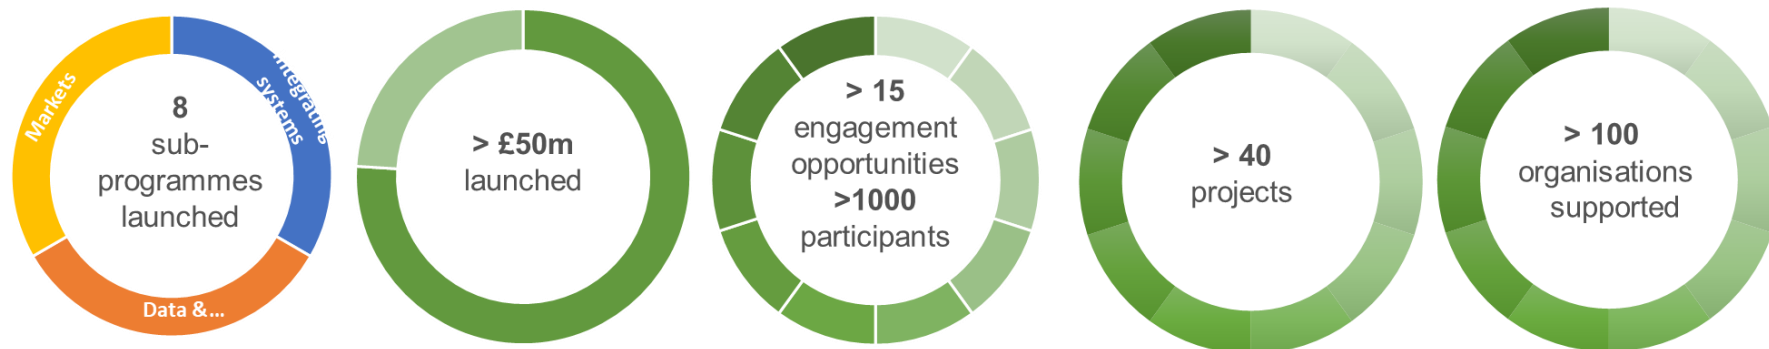 Markets
Integrating
systems
Data &...
8
sub-
programmes
launched
> £50m
launched
> 15
engagement
opportunities
>1000
participants
> 40
projects
> 100
organisations
supported